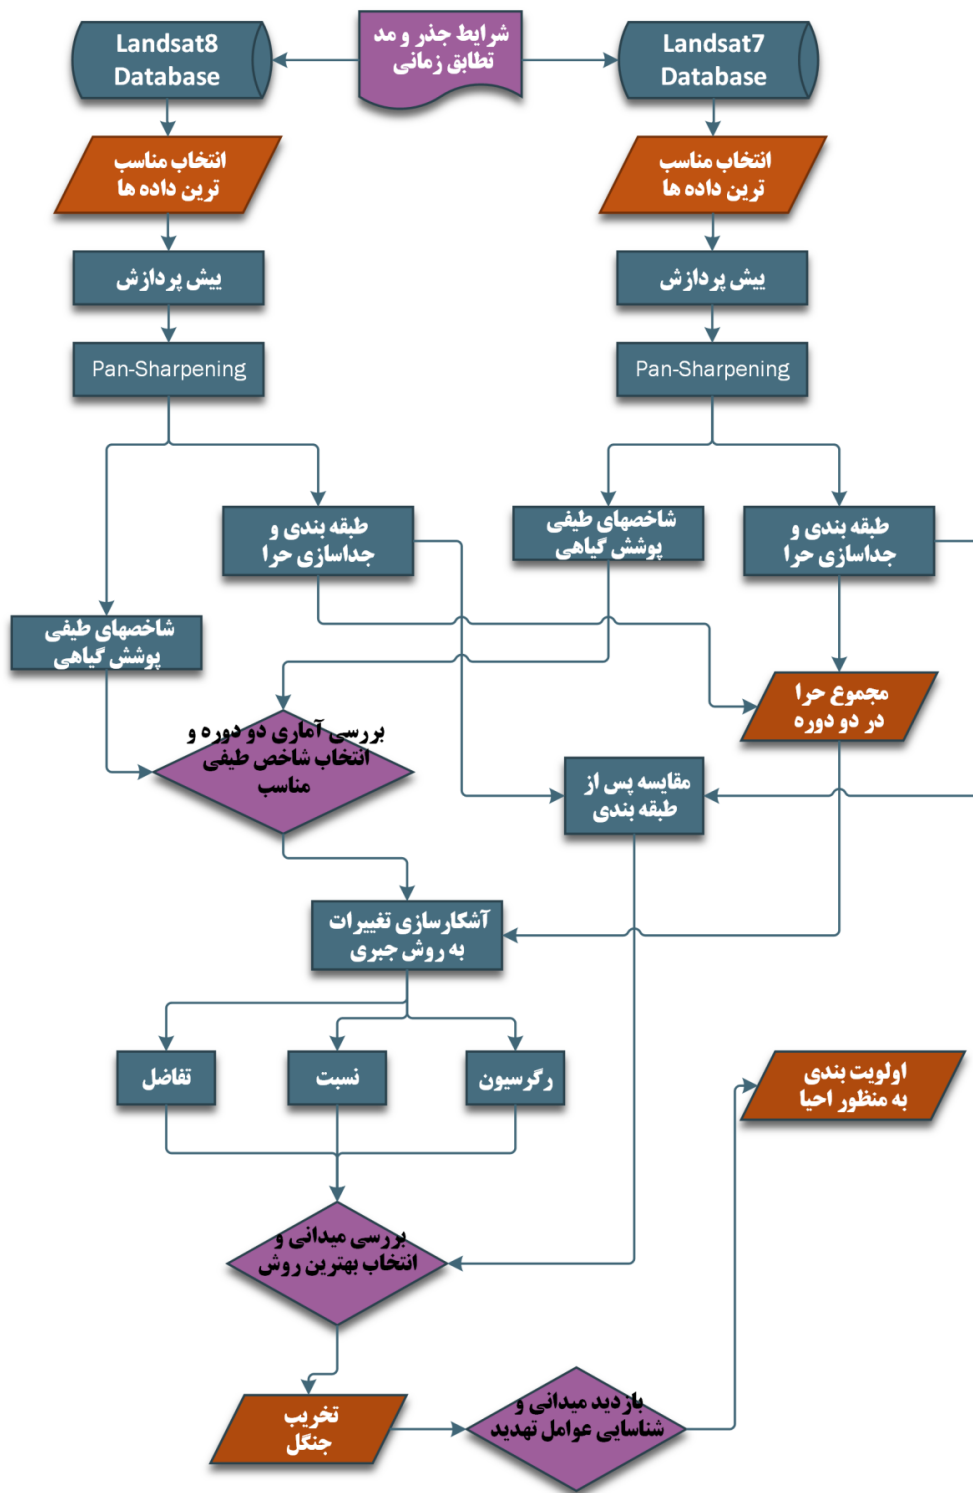 شرایط جذر و مد
تطابق زمانی
Landsat8
Database
Landsat7
Database
انتخاب مناسب
ترین داده ها
انتخاب مناسب
ترین داده ها
پیش پردازش
پیش پردازش
Pan-Sharpening
Pan-Sharpening
طبقه بندی و
جداسازی حرا
شاخصهای طیفی
پوشش گیاهی
طبقه بندی و
جداسازی حرا
شاخصهای طیفی
پوشش گیاهی
مجموع حرا
در دو دوره
بررسی آماری دو دوره و
انتخاب شاخص طیفی
مناسب
مقایسه پس از
طبقه بندی
آشکارسازی تغییرات
به روش جبری
تفاضل
نسبت
رگرسیون
اولویت بندی
به منظور احیا
بررسی میدانی و
انتخاب بهترین روش
تخریب
جنگل
بازدید میدانی و
شناسایی عوامل تهدید